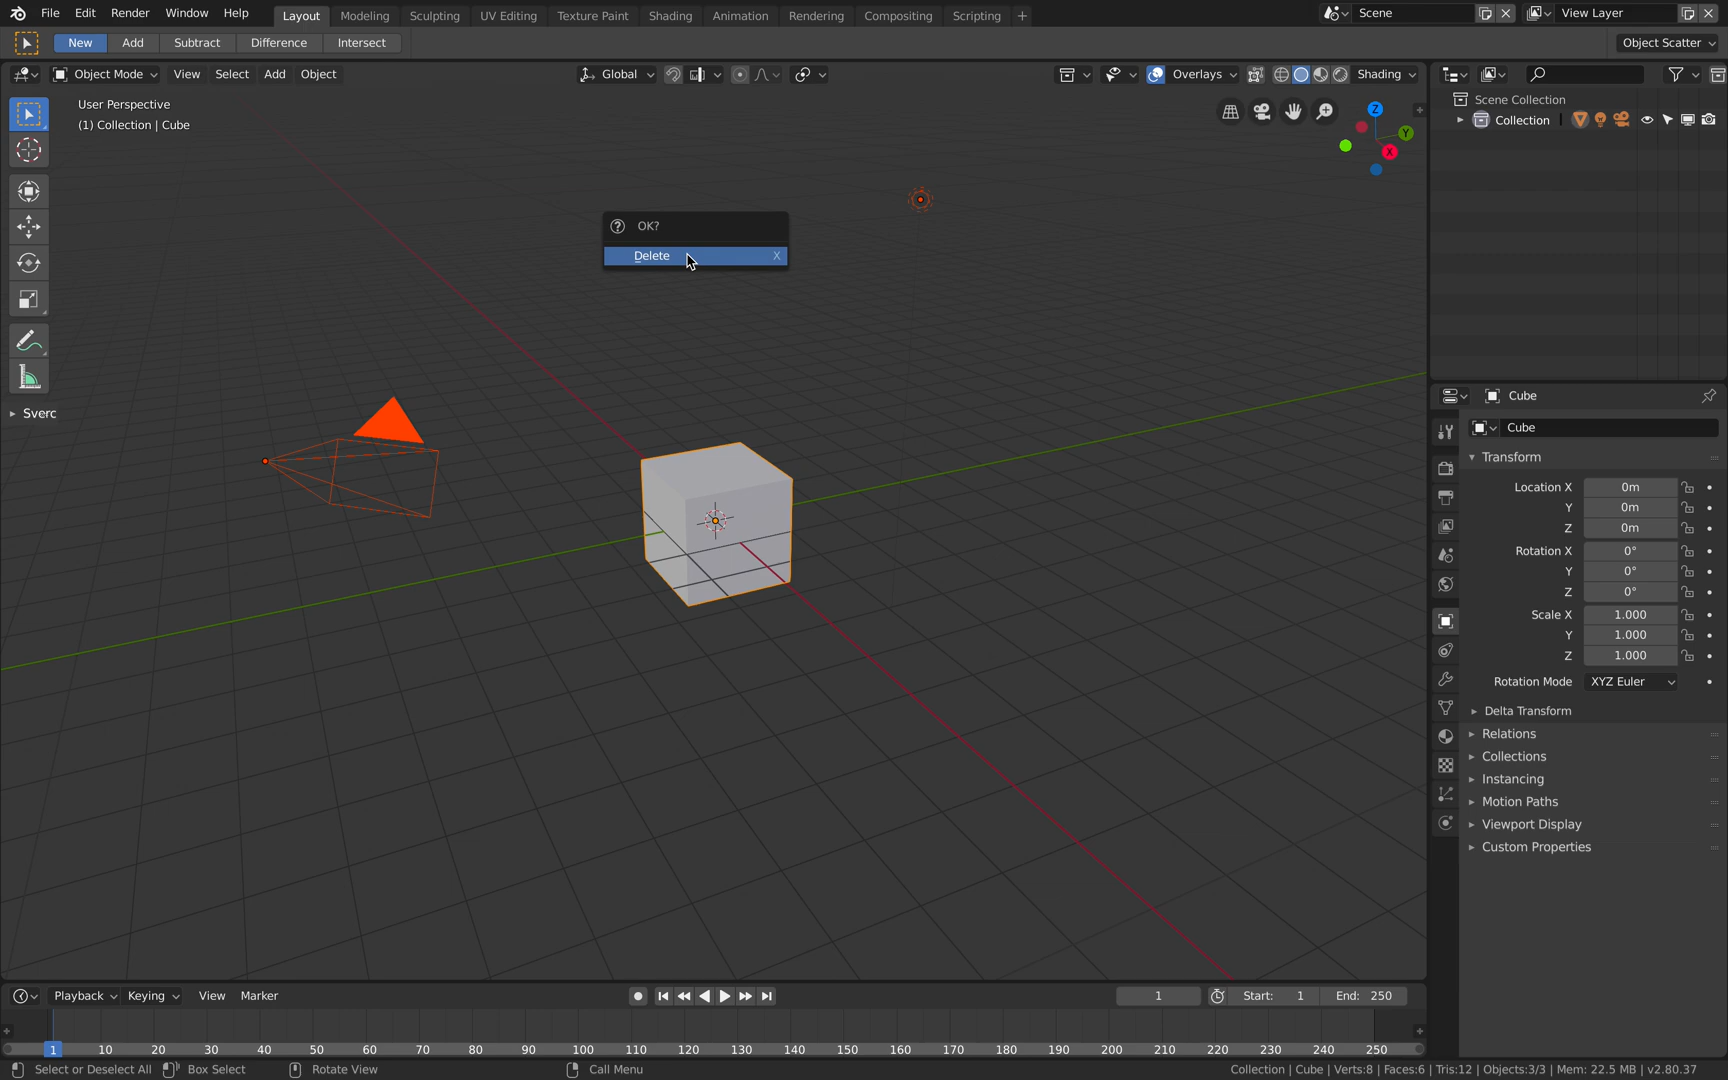 File Edit Render Window Help Layout Modeling Sculpting UV Editing Texture Paint Shading Animation Rendering Compositing Scripting + Scene View Layer
New Add Subtract Difference Intersect Object Scatter
Object Mode View Select Add Object Global Overlays Shading
User Perspective
(1) Collection | Cube
Z
Y
X
OK?
Delete X
Sverc
Scene Collection
Collection
Cube
Cube
Transform
Location X 0m
Y 0m
Z 0m
Rotation X 0°
Y 0°
Z 0°
Scale X 1.000
Y 1.000
Z 1.000
Rotation Mode XYZ Euler
Delta Transform
Relations
Collections
Instancing
Motion Paths
Viewport Display
Custom Properties
Playback Keying View Marker 1 Start: 1 End: 250
1 10 20 30 40 50 60 70 80 90 100 110 120 130 140 150 160 170 180 190 200 210 220 230 240 250
Select or Deselect All Box Select Rotate View Call Menu Collection | Cube | Verts:8 | Faces:6 | Tris:12 | Objects:3/3 | Mem: 22.5 MB | v2.80.37